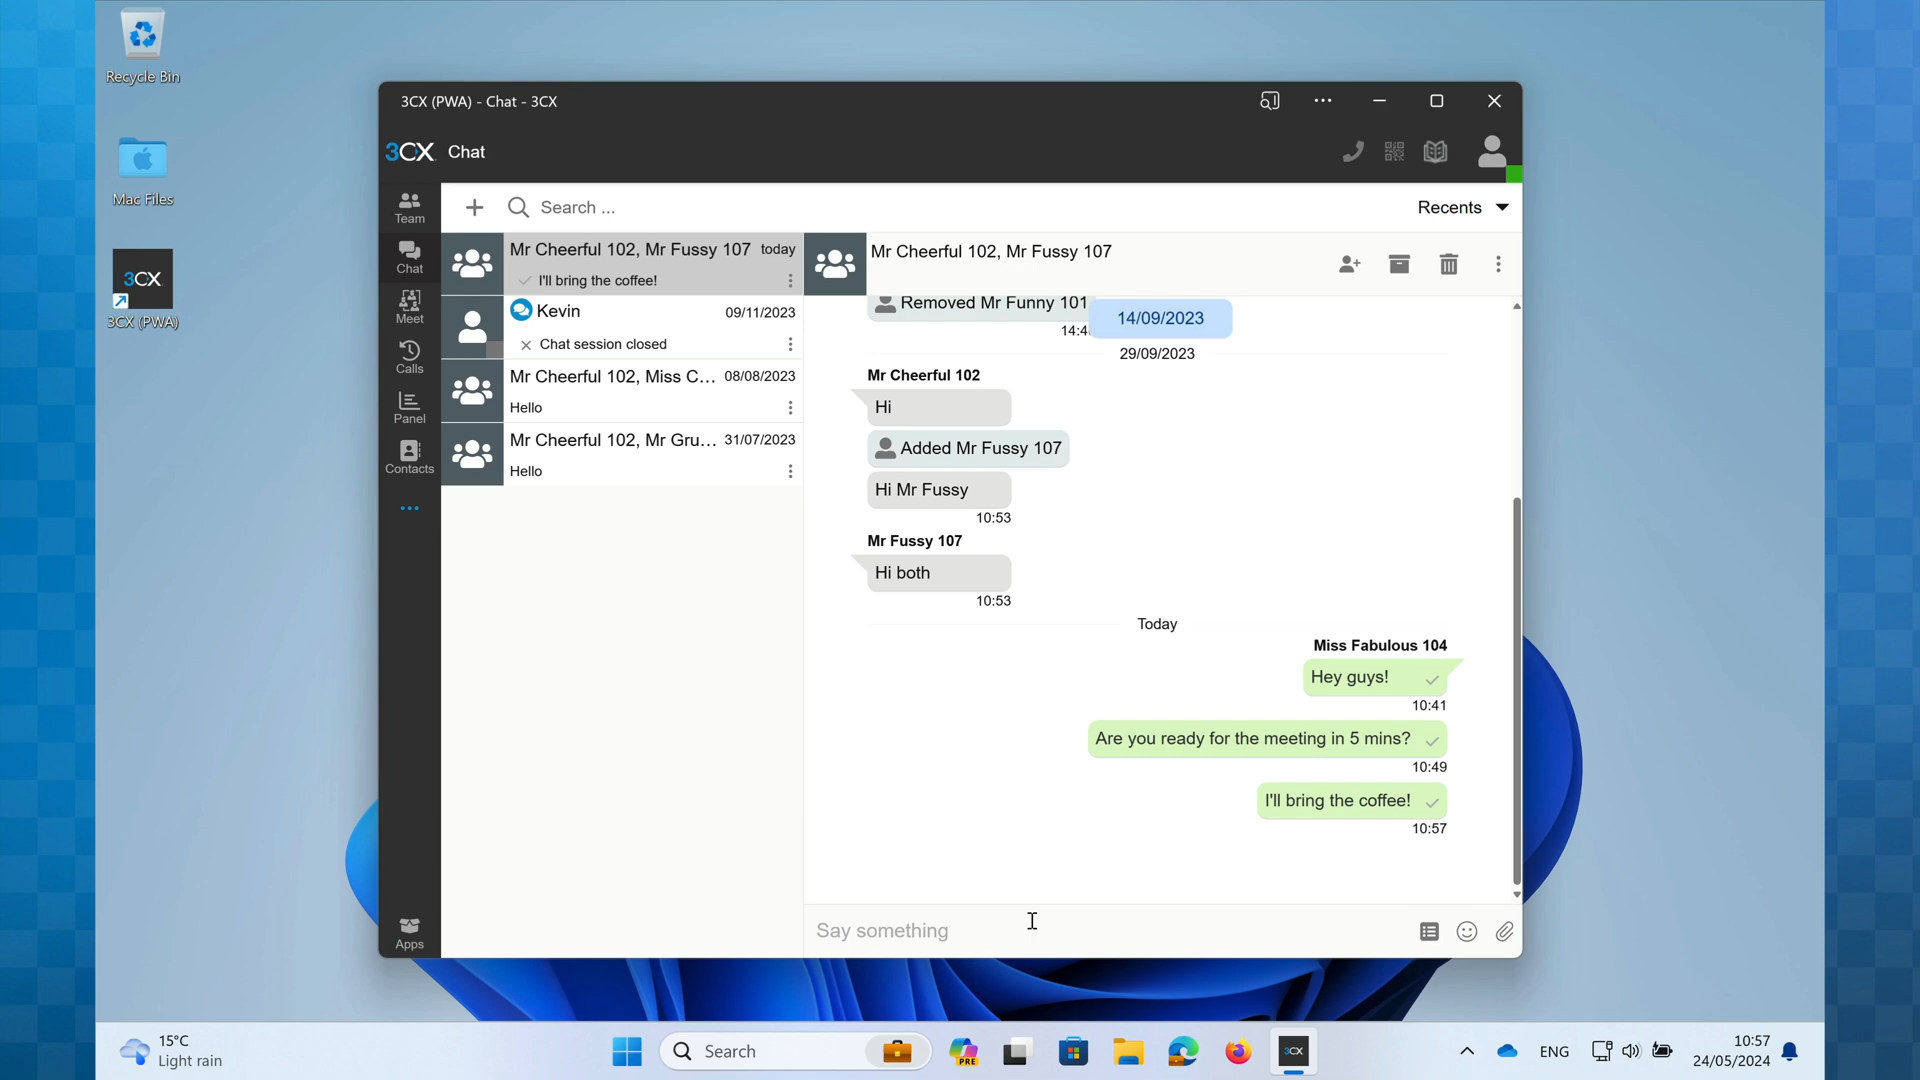 Recycle Bin
Mac Files
3CX
3CX (PWA)
3CX (PWA) - Chat - 3CX
3CX Chat
Team
Chat
Meet
Calls
Panel
Contacts
Apps
Search ...
Recents
Mr Cheerful 102, Mr Fussy 107 today
I'll bring the coffee!
Kevin 09/11/2023
Chat session closed
Mr Cheerful 102, Miss C... 08/08/2023
Hello
Mr Cheerful 102, Mr Gru... 31/07/2023
Hello
Mr Cheerful 102, Mr Fussy 107
Removed Mr Funny 101
14:4
14/09/2023
29/09/2023
Mr Cheerful 102
Hi
Added Mr Fussy 107
Hi Mr Fussy
10:53
Mr Fussy 107
Hi both
10:53
Today
Miss Fabulous 104
Hey guys!
10:41
Are you ready for the meeting in 5 mins?
10:49
I'll bring the coffee!
10:57
Say something
15°C
Light rain
Search
PRE
3CX
ENG
10:57
24/05/2024